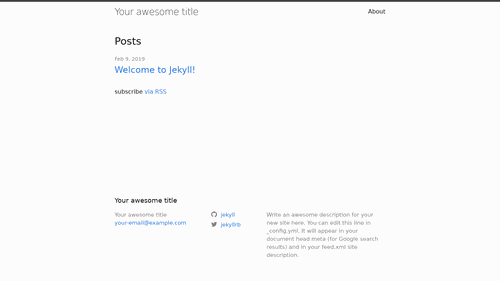 Your awesome title
About
Posts
Feb 9, 2019
Welcome to Jekyll!
subscribe via RSS
Your awesome title
Your awesome title
your-email@example.com
jekyll
jekyllrb
Write an awesome description for your
new site here. You can edit this line in
_config.yml. It will appear in your
document head meta (for Google search
results) and in your feed.xml site
description.